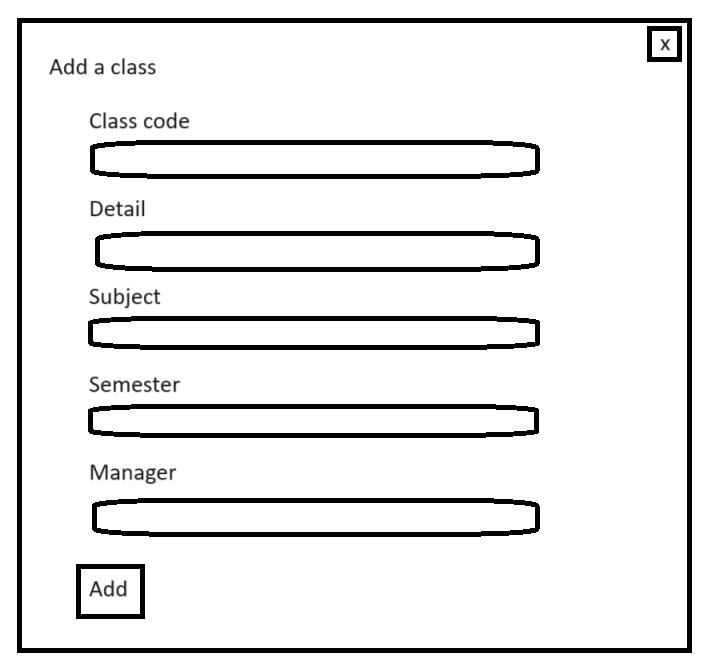 x
Add a class
Class code
Detail
Subject
Semester
Manager
Add